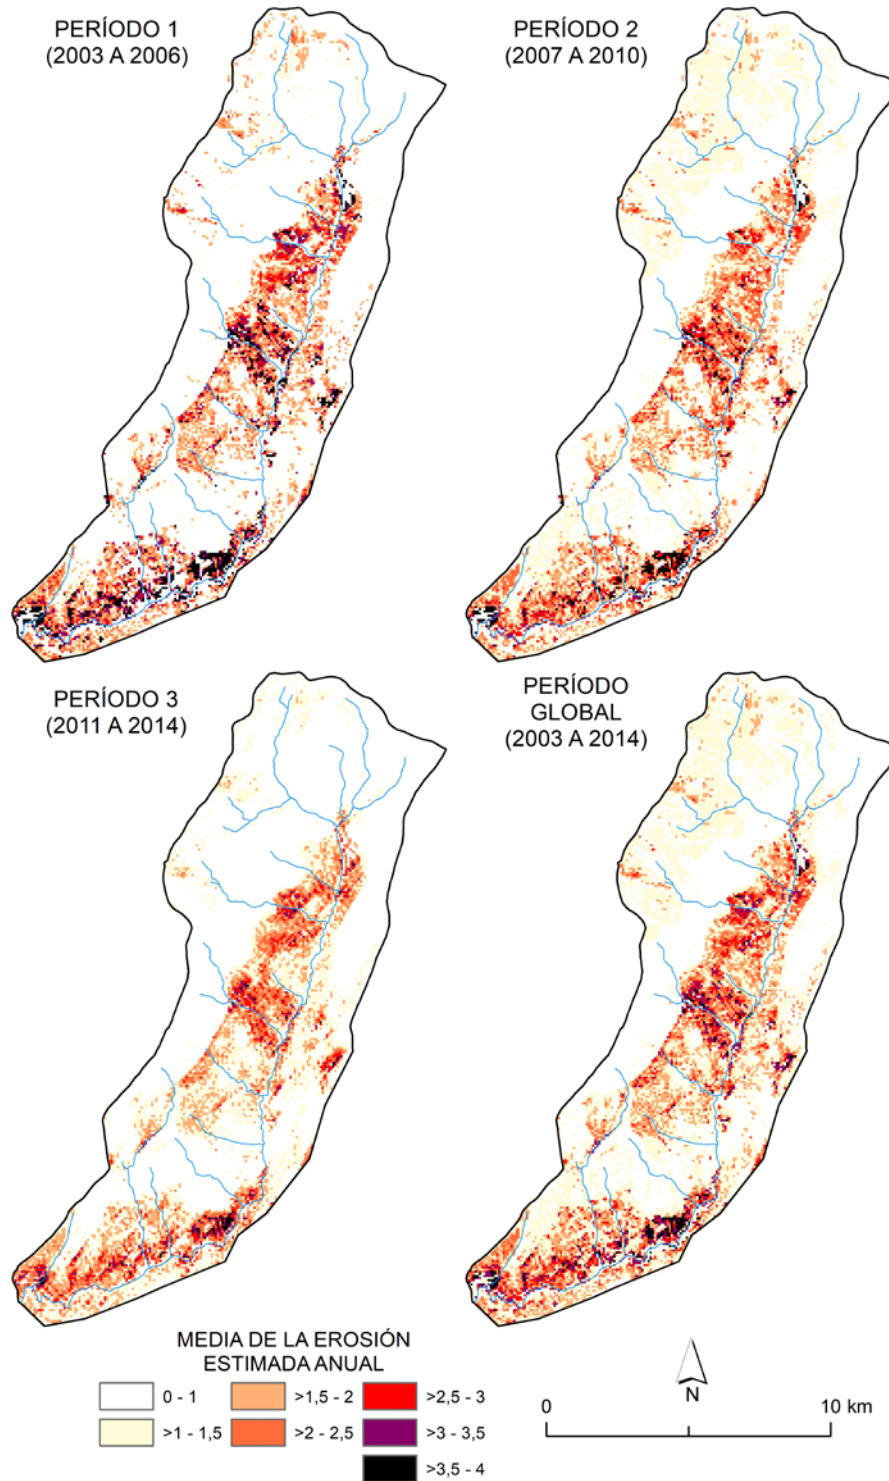 PERÍODO 1
(2003 A 2006)
PERÍODO 2
(2007 A 2010)
PERÍODO 3
(2011 A 2014)
PERÍODO
GLOBAL
(2003 A 2014)
MEDIA DE LA EROSIÓN
ESTIMADA ANUAL
0 - 1
>1 - 1,5
>1,5 - 2
>2 - 2,5
>2,5 - 3
>3 - 3,5
>3,5 - 4
N
0
10 km